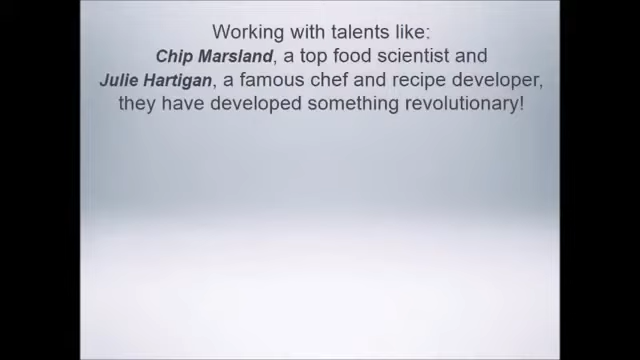 Working with talents like:
Chip Marsland, a top food scientist and
Julie Hartigan, a famous chef and recipe developer,
they have developed something revolutionary!